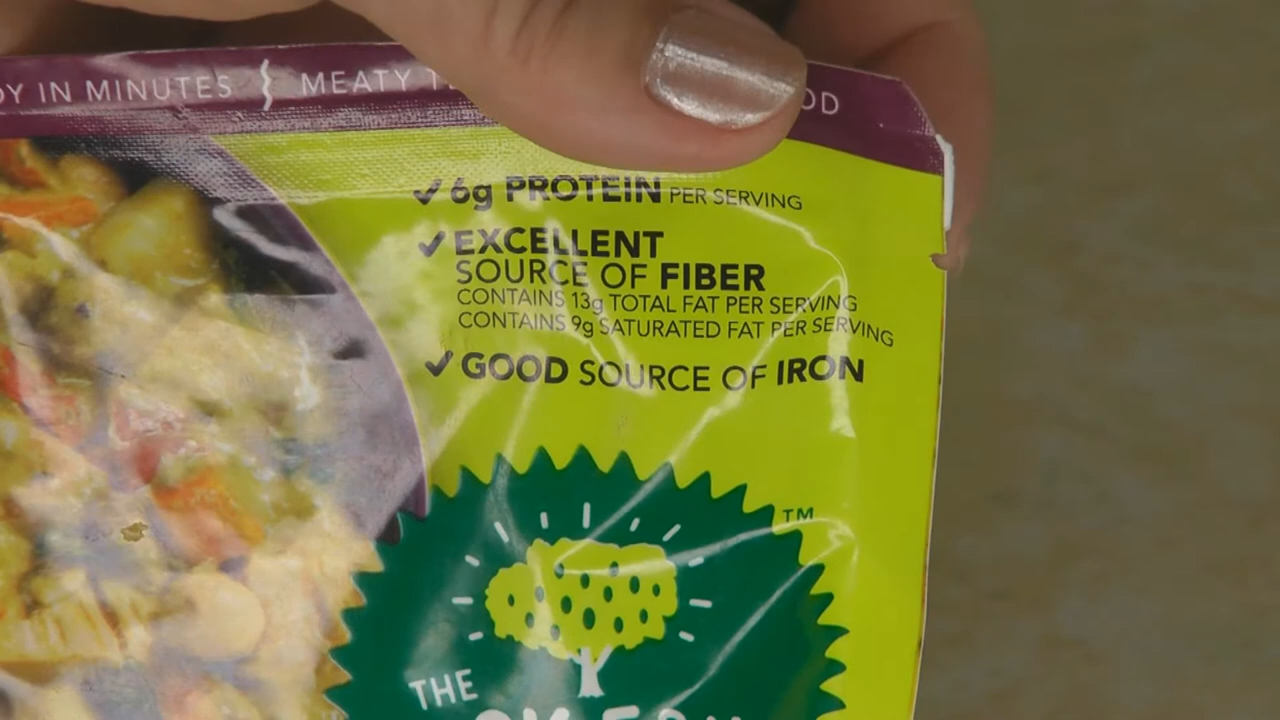 Y IN MINUTES MEATY
OD
✓ 6g PROTEIN PER SERVING
✓ EXCELLENT
SOURCE OF FIBER
CONTAINS 13g TOTAL FAT PER SERVING
CONTAINS 9g SATURATED FAT PER SERVING
✓ GOOD SOURCE OF IRON
TM
THE